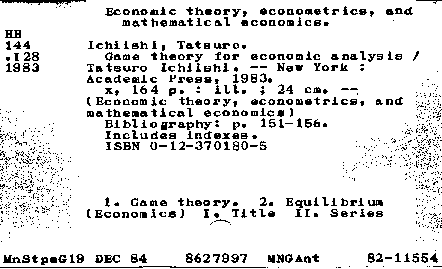 Economic theory, econometrics, and
mathematical economics.
HB
144 Ichiishi, Tatsuro.
.I28 Game theory for economic analysis /
1983 Tatsuro Ichiishi. -- New York :
Academic Press, 1983.
x, 164 p. : ill. ; 24 cm. --
(Economic theory, econometrics, and
mathematical economics)
Bibliography: p. 151-156.
Includes indexes.
ISBN 0-12-370180-5
1. Game theory. 2. Equilibrium
(Economics) I. Title II. Series
MnStpeG19 DEC 84 8627997 MNGAnt 82-11554